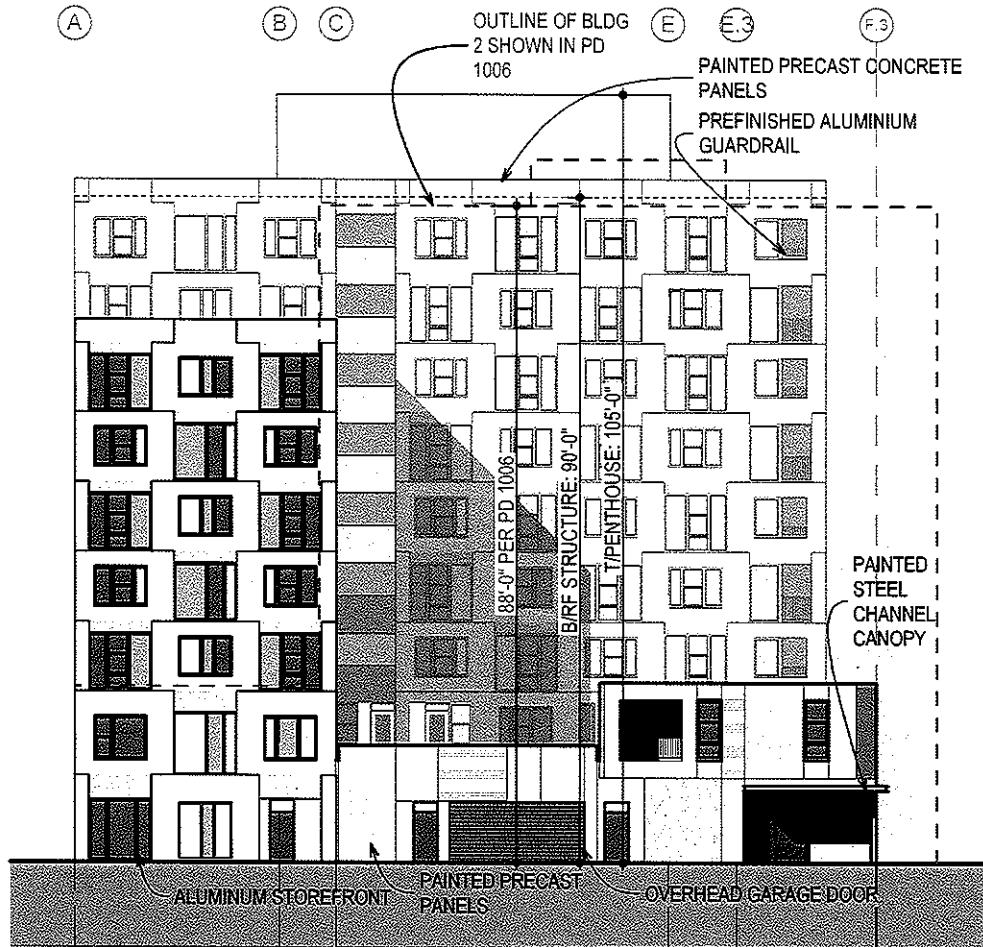 A
B
C
E
E.3
F.3
OUTLINE OF BLDG
2 SHOWN IN PD
1006
PAINTED PRECAST CONCRETE
PANELS
PREFINISHED ALUMINIUM
GUARDRAIL
88'-0" PER PD 1006
B/RF STRUCTURE: 90'-0"
T/PENTHOUSE: 105'-0"
PAINTED
STEEL
CHANNEL
CANOPY
ALUMINUM STOREFRONT
PAINTED PRECAST
PANELS
OVERHEAD GARAGE DOOR